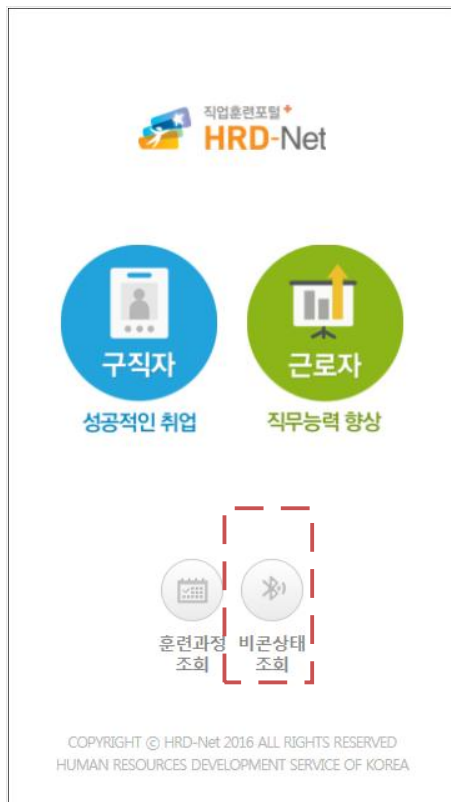 직업훈련포털
HRD-Net
구직자
근로자
성공적인 취업
직무능력 향상
훈련과정
조회
비콘상태
조회
COPYRIGHT ⓒ HRD-Net 2016 ALL RIGHTS RESERVED
HUMAN RESOURCES DEVELOPMENT SERVICE OF KOREA